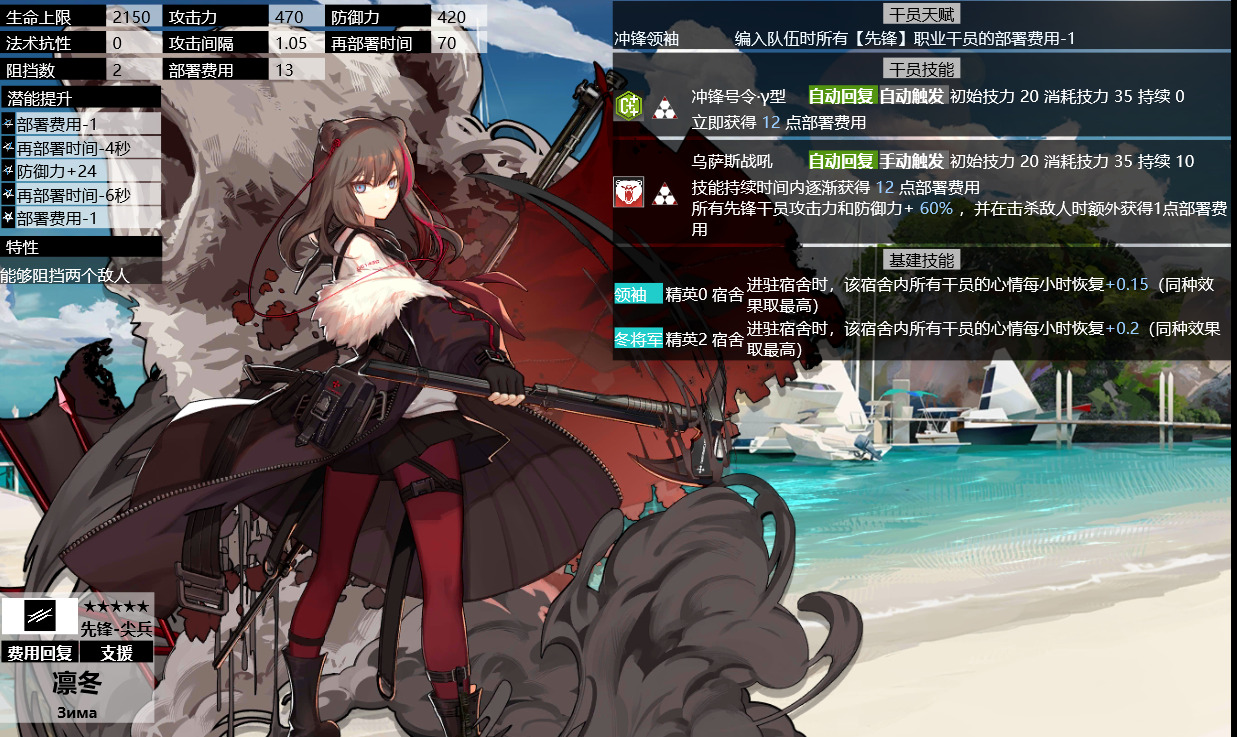 生命上限 2150 攻击力 470 防御力 420
法术抗性 0 攻击间隔 1.05 再部署时间 70
阻挡数 2 部署费用 13
潜能提升
部署费用-1
再部署时间-4秒
防御力+24
再部署时间-6秒
部署费用-1
特性
能够阻挡两个敌人
干员天赋
冲锋领袖 编入队伍时所有【先锋】职业干员的部署费用-1
干员技能
冲锋号令·γ型 自动回复 自动触发 初始技力 20 消耗技力 35 持续 0
立即获得 12 点部署费用
乌萨斯战吼 自动回复 手动触发 初始技力 20 消耗技力 35 持续 10
技能持续时间内逐渐获得 12 点部署费用
所有先锋干员攻击力和防御力+ 60% ，并在击杀敌人时额外获得1点部署费
用
基建技能
领袖 精英0 宿舍 进驻宿舍时，该宿舍内所有干员的心情每小时恢复+0.15（同种效
果取最高）
冬将军 精英2 宿舍 进驻宿舍时，该宿舍内所有干员的心情每小时恢复+0.2（同种效果
取最高）
★★★★★
先锋-尖兵
费用回复 支援
凛冬
Зима